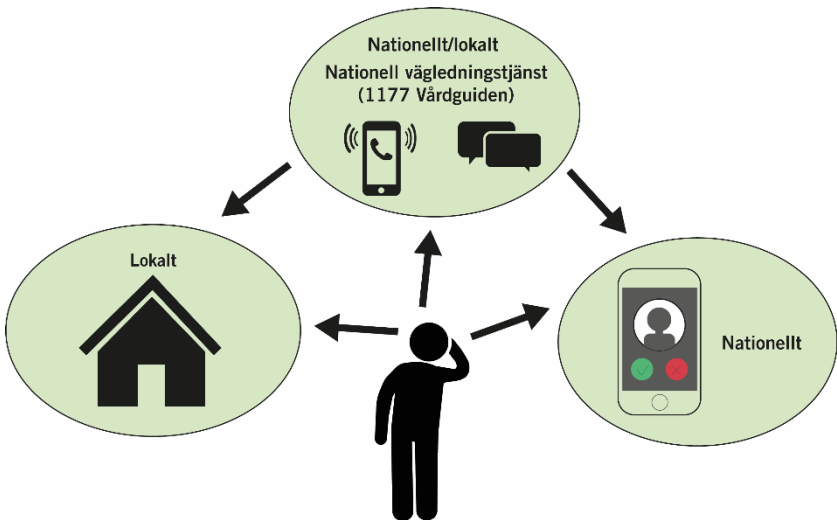 Nationellt/lokalt
Nationell vägledningstjänst
(1177 Vårdguiden)
Lokalt
Nationellt